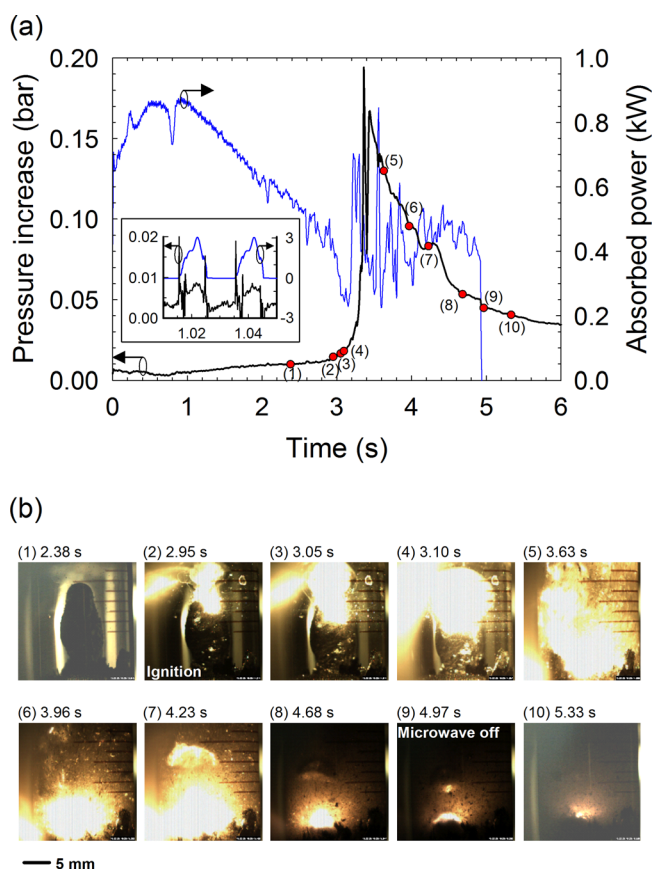 (a)
0.20
0.15
0.10
0.05
0.00
Pressure increase (bar)
1.0
0.8
0.6
0.4
0.2
0.0
Absorbed power (kW)
0.02
0.01
0.00
3
0
-3
1.02
1.04
(1)
(2)
(3)
(4)
(5)
(6)
(7)
(8)
(9)
(10)
0 1 2 3 4 5 6
Time (s)
(b)
(1) 2.38 s (2) 2.95 s (3) 3.05 s (4) 3.10 s (5) 3.63 s
Ignition
(6) 3.96 s (7) 4.23 s (8) 4.68 s (9) 4.97 s (10) 5.33 s
Microwave off
5 mm